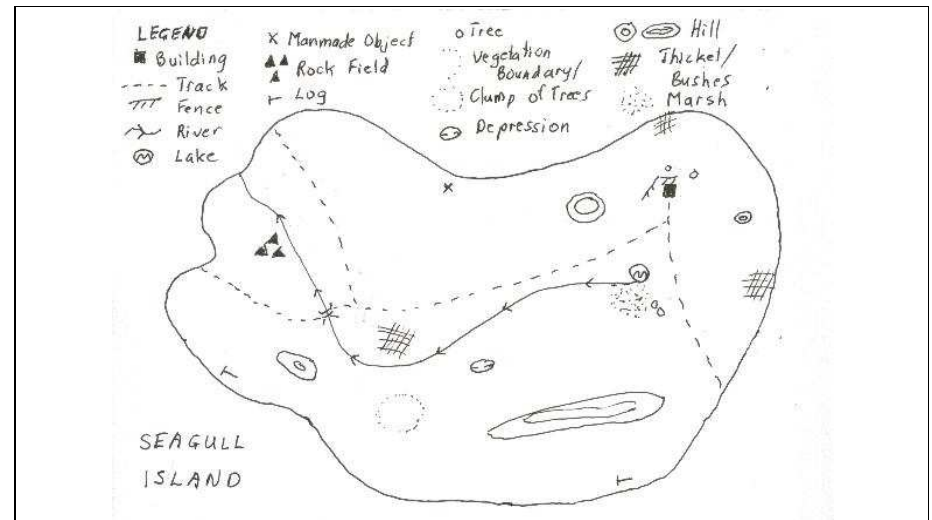 LEGEND
Building
Track
Fence
River
Lake
x Manmade Object
Rock Field
Log
Tree
Vegetation
Boundary/
Clump of Trees
Depression
Hill
Thicket/
Bushes
Marsh
SEAGULL
ISLAND